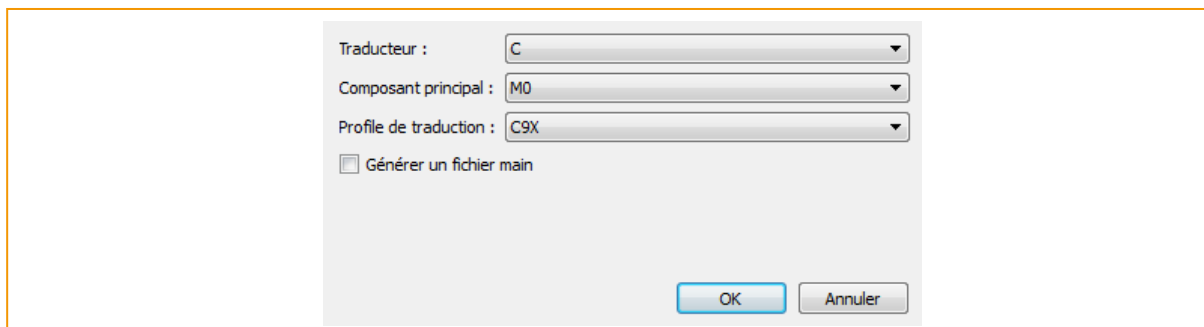 Traducteur : C
Composant principal : M0
Profile de traduction : C9X
Générer un fichier main
OK Annuler